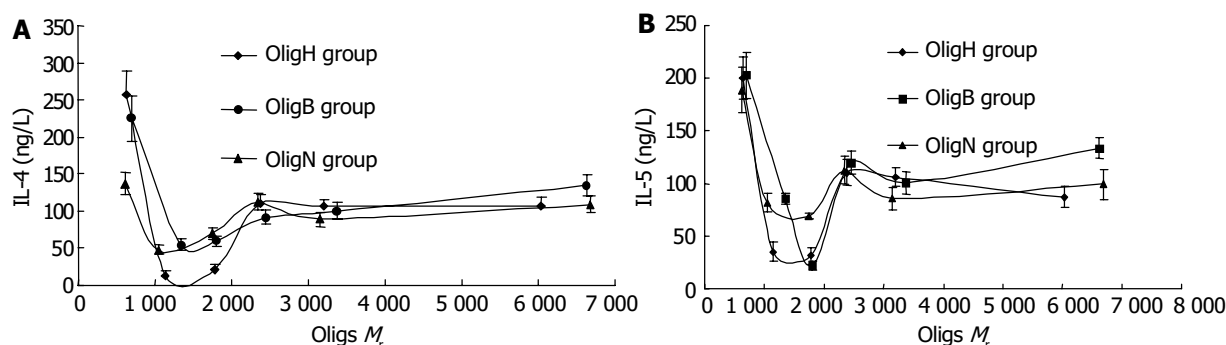 A
350
300
250
200
150
100
50
0
IL-4 (ng/L)
OligH group
OligB group
OligN group
0 1 000 2 000 3 000 4 000 5 000 6 000 7 000
Oligs Mr
B
250
200
150
100
50
0
IL-5 (ng/L)
OligH group
OligB group
OligN group
0 1 000 2 000 3 000 4 000 5 000 6 000 7 000 8 000
Oligs Mr